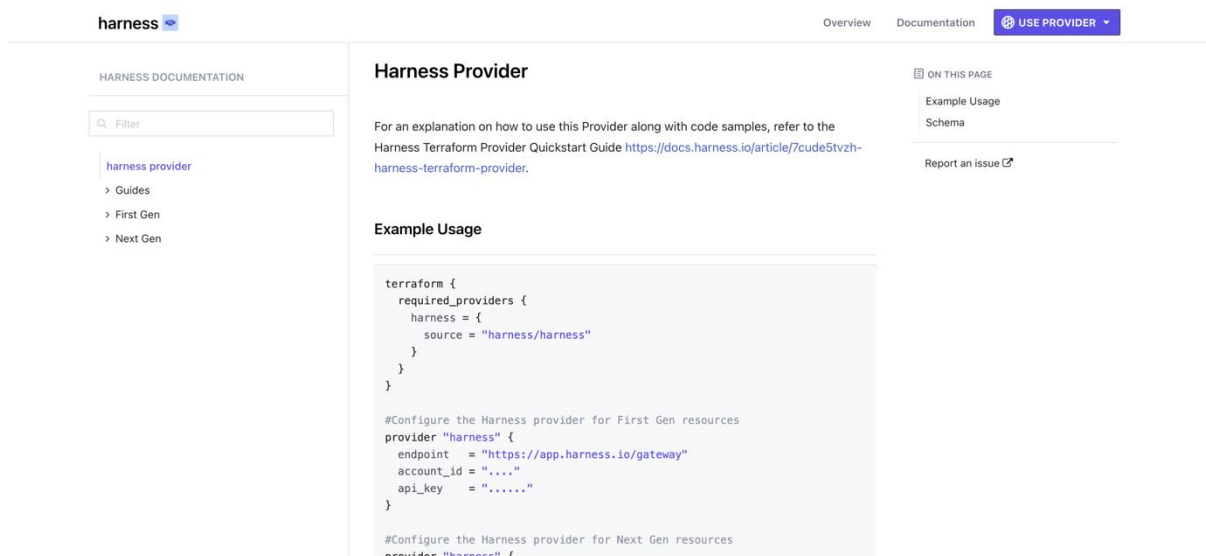 harness
Overview
Documentation
USE PROVIDER
HARNESS DOCUMENTATION
Filter
harness provider
Guides
First Gen
Next Gen
Harness Provider
For an explanation on how to use this Provider along with code samples, refer to the
Harness Terraform Provider Quickstart Guide https://docs.harness.io/article/7cude5tvzh-
harness-terraform-provider.
Example Usage
terraform {
  required_providers {
    harness = {
      source = "harness/harness"
    }
  }
}
#Configure the Harness provider for First Gen resources
provider "harness" {
  endpoint   = "https://app.harness.io/gateway"
  account_id = "...."
  api_key    = "......"
}
#Configure the Harness provider for Next Gen resources
provider "harness" {
ON THIS PAGE
Example Usage
Schema
Report an issue